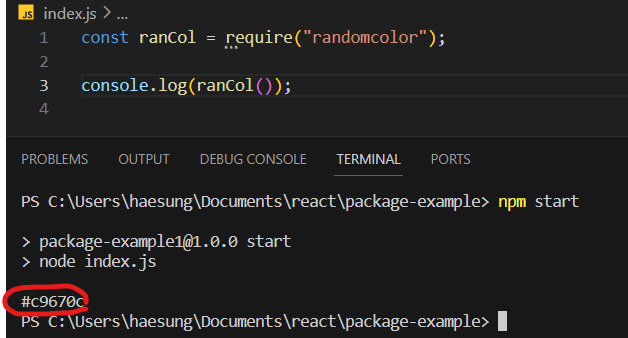 JS index.js > ...
1 const ranCol = require("randomcolor");
2
3 console.log(ranCol());
4
PROBLEMS OUTPUT DEBUG CONSOLE TERMINAL PORTS
PS C:\Users\haesung\Documents\react\package-example> npm start
> package-example1@1.0.0 start
> node index.js
#c9670c
PS C:\Users\haesung\Documents\react\package-example>